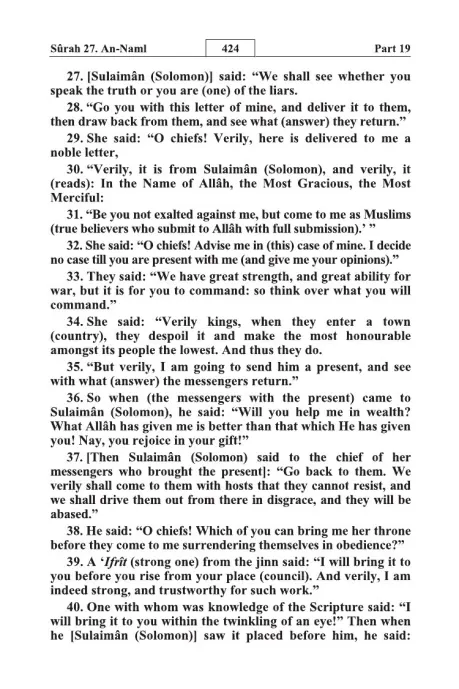 Sûrah 27. An-Naml 424 Part 19
27. [Sulaimân (Solomon)] said: “We shall see whether you
speak the truth or you are (one) of the liars.
28. “Go you with this letter of mine, and deliver it to them,
then draw back from them, and see what (answer) they return.”
29. She said: “O chiefs! Verily, here is delivered to me a
noble letter,
30. “Verily, it is from Sulaimân (Solomon), and verily, it
(reads): In the Name of Allâh, the Most Gracious, the Most
Merciful:
31. “Be you not exalted against me, but come to me as Muslims
(true believers who submit to Allâh with full submission).’ ”
32. She said: “O chiefs! Advise me in (this) case of mine. I decide
no case till you are present with me (and give me your opinions).”
33. They said: “We have great strength, and great ability for
war, but it is for you to command: so think over what you will
command.”
34. She said: “Verily kings, when they enter a town
(country), they despoil it and make the most honourable
amongst its people the lowest. And thus they do.
35. “But verily, I am going to send him a present, and see
with what (answer) the messengers return.”
36. So when (the messengers with the present) came to
Sulaimân (Solomon), he said: “Will you help me in wealth?
What Allâh has given me is better than that which He has given
you! Nay, you rejoice in your gift!”
37. [Then Sulaimân (Solomon) said to the chief of her
messengers who brought the present]: “Go back to them. We
verily shall come to them with hosts that they cannot resist, and
we shall drive them out from there in disgrace, and they will be
abased.”
38. He said: “O chiefs! Which of you can bring me her throne
before they come to me surrendering themselves in obedience?”
39. A ‘Ifrît (strong one) from the jinn said: “I will bring it to
you before you rise from your place (council). And verily, I am
indeed strong, and trustworthy for such work.”
40. One with whom was knowledge of the Scripture said: “I
will bring it to you within the twinkling of an eye!” Then when
he [Sulaimân (Solomon)] saw it placed before him, he said: